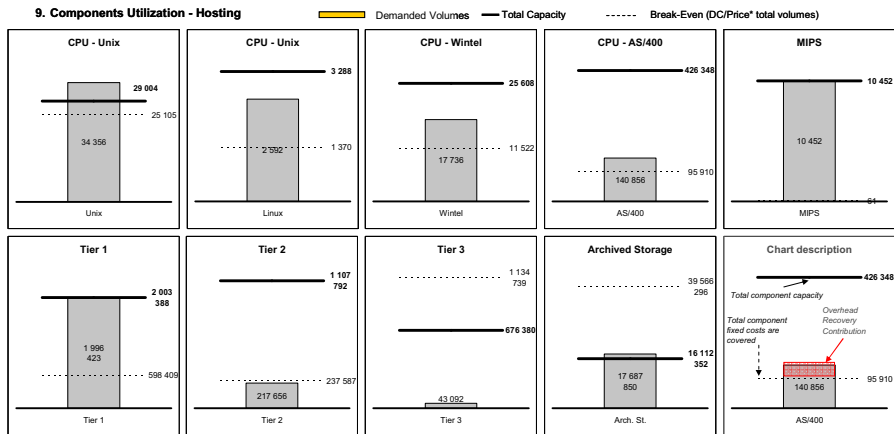 9. Components Utilization - Hosting
Demanded Volumes
Total Capacity
Break-Even (DC/Price* total volumes)
CPU - Unix
29 004
25 105
34 356
Unix
CPU - Unix
3 288
2 592
1 370
Linux
CPU - Wintel
25 608
11 522
17 736
Wintel
CPU - AS/400
426 348
95 910
140 856
AS/400
MIPS
10 452
10 452
61
MIPS
Tier 1
2 003
388
1 996
423
598 409
Tier 1
Tier 2
1 107
792
237 587
217 656
Tier 2
Tier 3
1 134
739
676 380
43 092
Tier 3
Archived Storage
39 566
296
16 112
352
17 687
850
Arch. St.
Chart description
426 348
Total component capacity
Total component
fixed costs are
covered
Overhead
Recovery
Contribution
95 910
140 856
AS/400